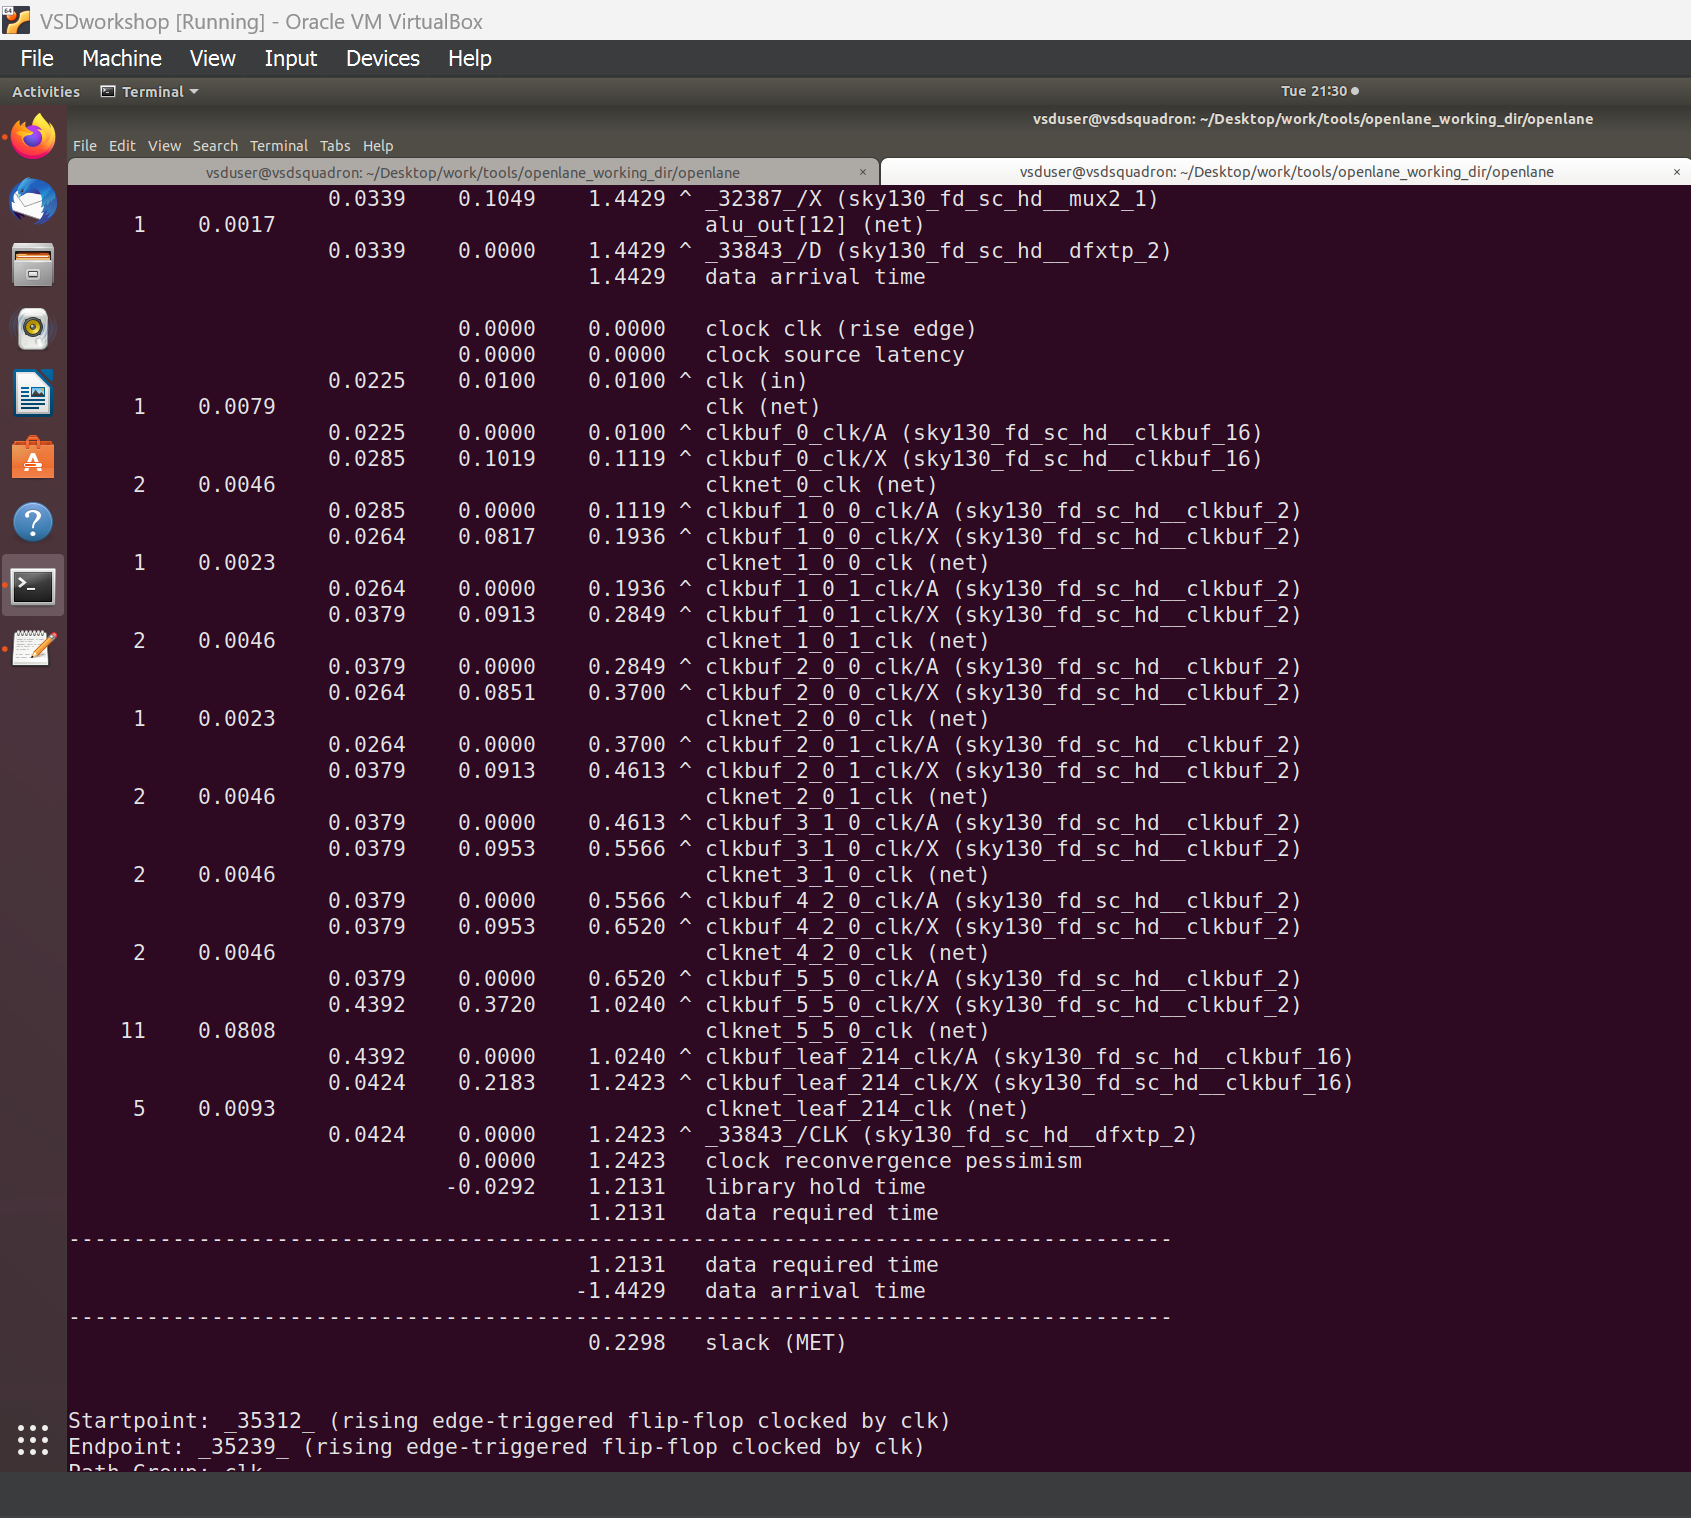 VSDworkshop [Running] - Oracle VM VirtualBox
File Machine View Input Devices Help
Activities Terminal Tue 21:30
vsduser@vsdsquadron: ~/Desktop/work/tools/openlane_working_dir/openlane
File Edit View Search Terminal Tabs Help
vsduser@vsdsquadron: ~/Desktop/work/tools/openlane_working_dir/openlane × vsduser@vsdsquadron: ~/Desktop/work/tools/openlane_working_dir/openlane ×
0.0339 0.1049 1.4429 ^ _32387_/X (sky130_fd_sc_hd__mux2_1)
1 0.0017 alu_out[12] (net)
0.0339 0.0000 1.4429 ^ _33843_/D (sky130_fd_sc_hd__dfxtp_2)
1.4429 data arrival time
0.0000 0.0000 clock clk (rise edge)
0.0000 0.0000 clock source latency
0.0225 0.0100 0.0100 ^ clk (in)
1 0.0079 clk (net)
0.0225 0.0000 0.0100 ^ clkbuf_0_clk/A (sky130_fd_sc_hd__clkbuf_16)
0.0285 0.1019 0.1119 ^ clkbuf_0_clk/X (sky130_fd_sc_hd__clkbuf_16)
2 0.0046 clknet_0_clk (net)
0.0285 0.0000 0.1119 ^ clkbuf_1_0_0_clk/A (sky130_fd_sc_hd__clkbuf_2)
0.0264 0.0817 0.1936 ^ clkbuf_1_0_0_clk/X (sky130_fd_sc_hd__clkbuf_2)
1 0.0023 clknet_1_0_0_clk (net)
0.0264 0.0000 0.1936 ^ clkbuf_1_0_1_clk/A (sky130_fd_sc_hd__clkbuf_2)
0.0379 0.0913 0.2849 ^ clkbuf_1_0_1_clk/X (sky130_fd_sc_hd__clkbuf_2)
2 0.0046 clknet_1_0_1_clk (net)
0.0379 0.0000 0.2849 ^ clkbuf_2_0_0_clk/A (sky130_fd_sc_hd__clkbuf_2)
0.0264 0.0851 0.3700 ^ clkbuf_2_0_0_clk/X (sky130_fd_sc_hd__clkbuf_2)
1 0.0023 clknet_2_0_0_clk (net)
0.0264 0.0000 0.3700 ^ clkbuf_2_0_1_clk/A (sky130_fd_sc_hd__clkbuf_2)
0.0379 0.0913 0.4613 ^ clkbuf_2_0_1_clk/X (sky130_fd_sc_hd__clkbuf_2)
2 0.0046 clknet_2_0_1_clk (net)
0.0379 0.0000 0.4613 ^ clkbuf_3_1_0_clk/A (sky130_fd_sc_hd__clkbuf_2)
0.0379 0.0953 0.5566 ^ clkbuf_3_1_0_clk/X (sky130_fd_sc_hd__clkbuf_2)
2 0.0046 clknet_3_1_0_clk (net)
0.0379 0.0000 0.5566 ^ clkbuf_4_2_0_clk/A (sky130_fd_sc_hd__clkbuf_2)
0.0379 0.0953 0.6520 ^ clkbuf_4_2_0_clk/X (sky130_fd_sc_hd__clkbuf_2)
2 0.0046 clknet_4_2_0_clk (net)
0.0379 0.0000 0.6520 ^ clkbuf_5_5_0_clk/A (sky130_fd_sc_hd__clkbuf_2)
0.4392 0.3720 1.0240 ^ clkbuf_5_5_0_clk/X (sky130_fd_sc_hd__clkbuf_2)
11 0.0808 clknet_5_5_0_clk (net)
0.4392 0.0000 1.0240 ^ clkbuf_leaf_214_clk/A (sky130_fd_sc_hd__clkbuf_16)
0.0424 0.2183 1.2423 ^ clkbuf_leaf_214_clk/X (sky130_fd_sc_hd__clkbuf_16)
5 0.0093 clknet_leaf_214_clk (net)
0.0424 0.0000 1.2423 ^ _33843_/CLK (sky130_fd_sc_hd__dfxtp_2)
0.0000 1.2423 clock reconvergence pessimism
-0.0292 1.2131 library hold time
1.2131 data required time
-------------------------------------------------------------------------------------
1.2131 data required time
-1.4429 data arrival time
-------------------------------------------------------------------------------------
0.2298 slack (MET)
Startpoint: _35312_ (rising edge-triggered flip-flop clocked by clk)
Endpoint: _35239_ (rising edge-triggered flip-flop clocked by clk)
Path Group: clk